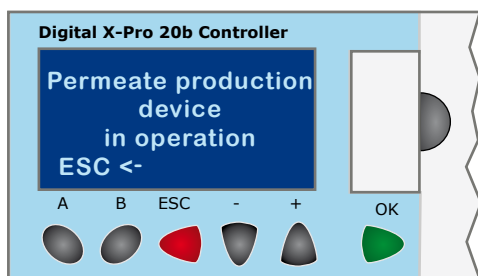 Digital X-Pro 20b Controller
Permeate production
device
in operation
ESC <-
A B ESC - + OK